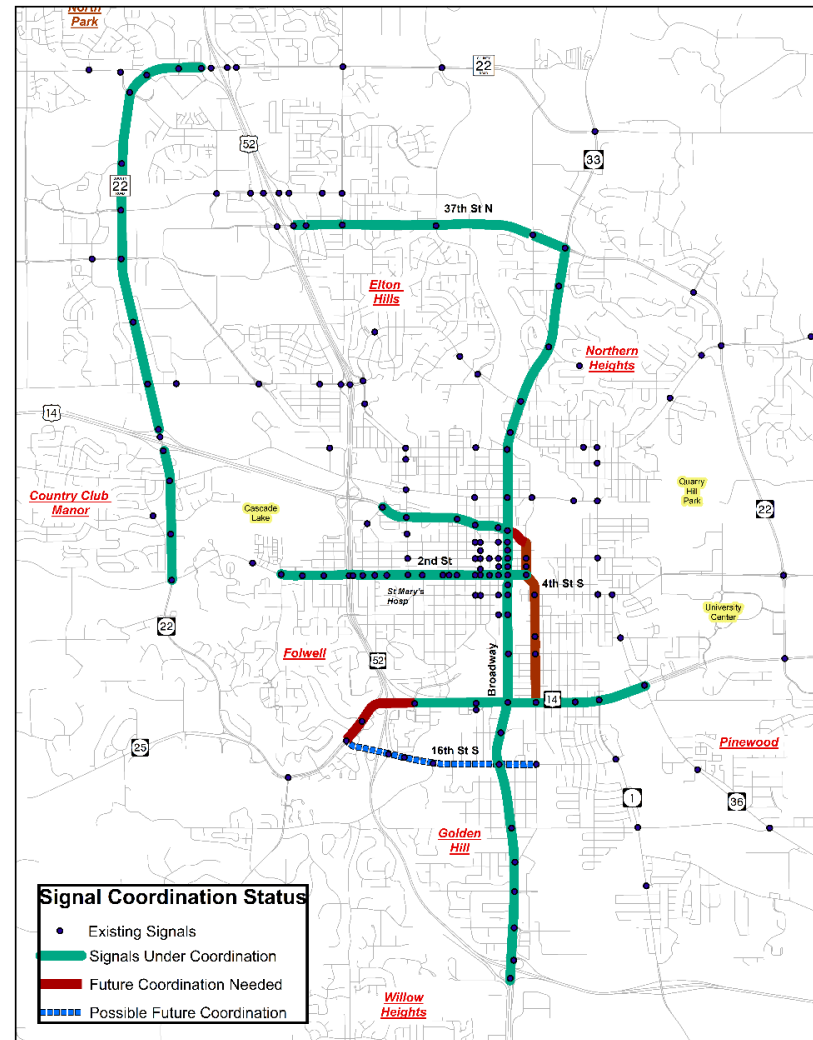 North
Park
22
52
33
COUNTY
22
ROAD
37th St N
Elton
Hills
Northern
Heights
14
Country Club
Manor
Cascade
Lake
Quarry
Hill
Park
22
2nd St
4th St S
St Mary's
Hosp
University
Center
22
Folwell
52
Broadway
14
25
16th St S
Pinewood
1
36
Golden
Hill
Signal Coordination Status
Existing Signals
Signals Under Coordination
Future Coordination Needed
Possible Future Coordination
Willow
Heights